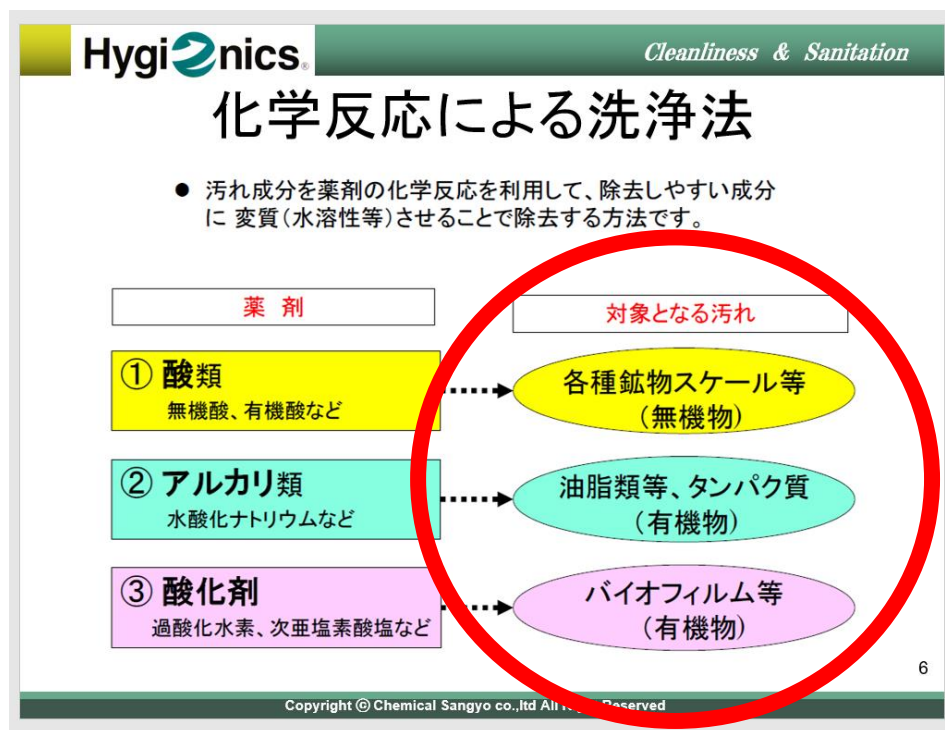 Hygienics®
Cleanliness & Sanitation
化学反応による洗浄法
● 汚れ成分を薬剤の化学反応を利用して、除去しやすい成分
に 変質(水溶性等)させることで除去する方法です。
薬 剤
対象となる汚れ
① 酸類
無機酸、有機酸など
各種鉱物スケール等
(無機物)
② アルカリ類
水酸化ナトリウムなど
油脂類等、タンパク質
(有機物)
③ 酸化剤
過酸化水素、次亜塩素酸塩など
バイオフィルム等
(有機物)
6
Copyright ⓒ Chemical Sangyo co.,ltd All Reserved